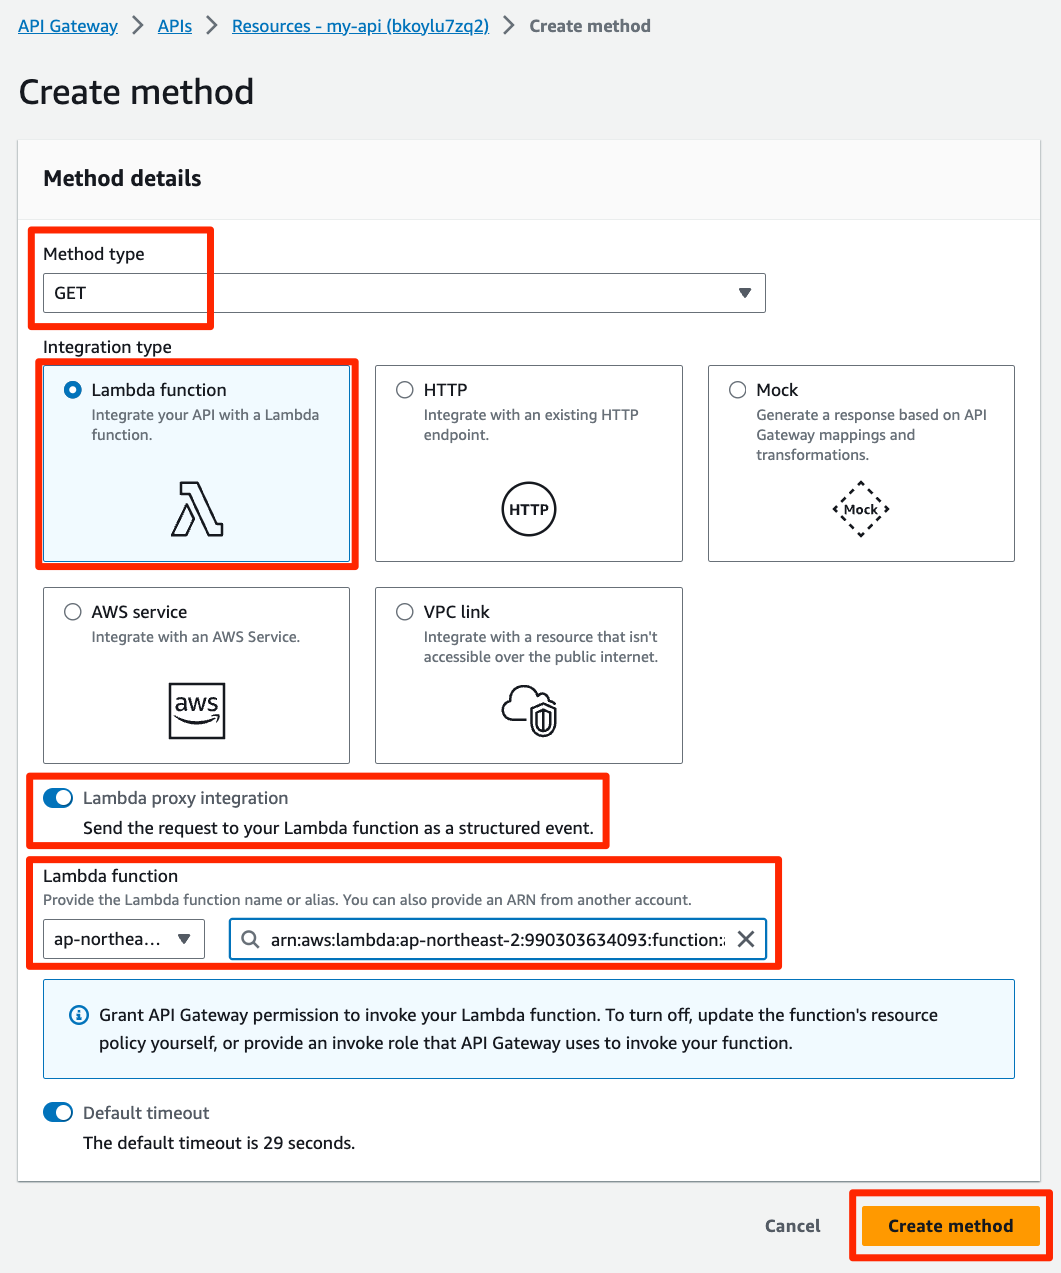 API Gateway > APIs > Resources - my-api (bkoylu7zq2) > Create method
Create method
Method details
Method type
GET
Integration type
Lambda function
Integrate your API with a Lambda
function.
HTTP
Integrate with an existing HTTP
endpoint.
HTTP
Mock
Generate a response based on API
Gateway mappings and
transformations.
Mock
AWS service
Integrate with an AWS Service.
aws
VPC link
Integrate with a resource that isn't
accessible over the public internet.
Lambda proxy integration
Send the request to your Lambda function as a structured event.
Lambda function
Provide the Lambda function name or alias. You can also provide an ARN from another account.
ap-northea...
arn:aws:lambda:ap-northeast-2:990303634093:function:
Grant API Gateway permission to invoke your Lambda function. To turn off, update the function's resource
policy yourself, or provide an invoke role that API Gateway uses to invoke your function.
Default timeout
The default timeout is 29 seconds.
Cancel
Create method